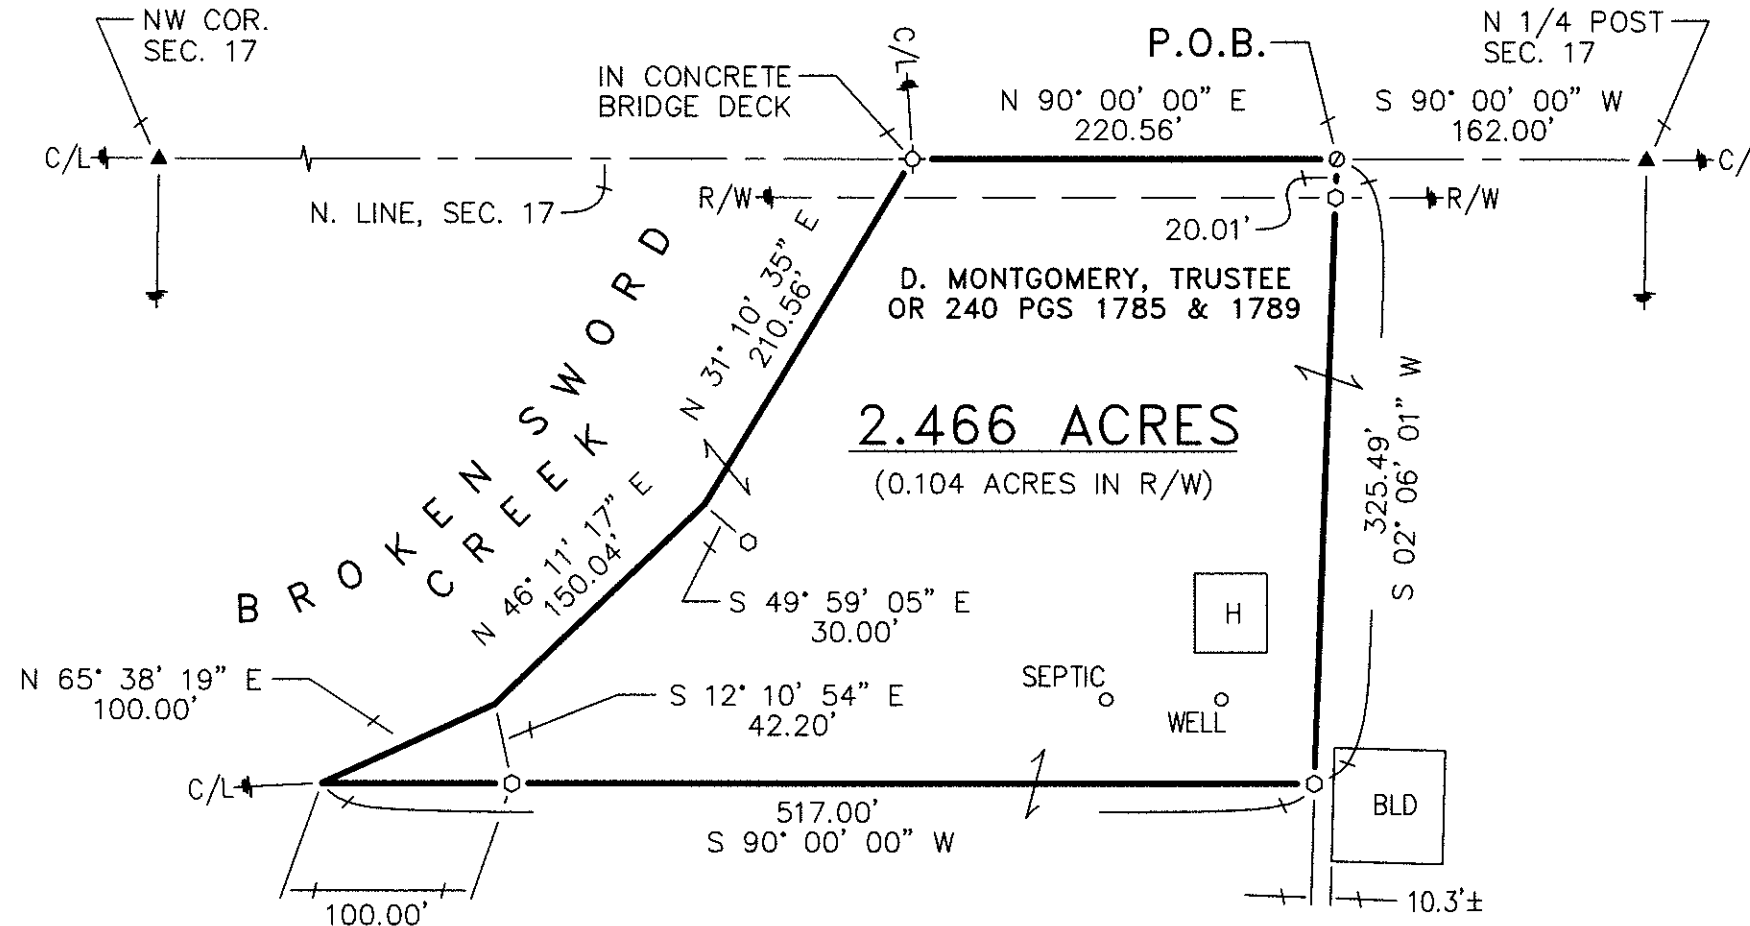 NW COR.
SEC. 17
C/L
IN CONCRETE
BRIDGE DECK
P.O.B.
N 1/4 POST
SEC. 17
N 90° 00' 00" E
220.56'
S 90° 00' 00" W
162.00'
C/L
C/
N. LINE, SEC. 17
R/W
R/W
20.01'
D. MONTGOMERY, TRUSTEE
OR 240 PGS 1785 & 1789
BROKEN SWORD
CREEK
N 31° 10' 35" E
210.56'
2.466 ACRES
(0.104 ACRES IN R/W)
325.49'
S 02° 06' 01" W
N 46° 11' 17" E
150.04'
S 49° 59' 05" E
30.00'
H
N 65° 38' 19" E
100.00'
S 12° 10' 54" E
42.20'
SEPTIC
WELL
C/L
517.00'
S 90° 00' 00" W
BLD
100.00'
10.3'±